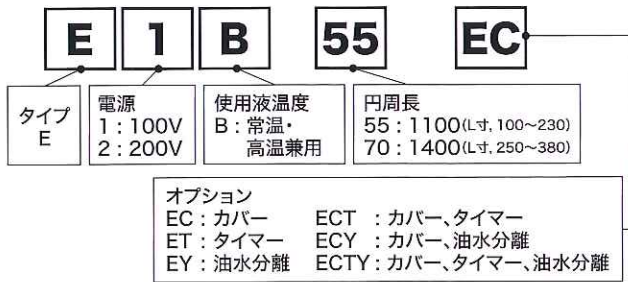 E 1 B 55 EC
タイプ
E
電源
1：100V
2：200V
使用液温度
B：常温・
高温兼用
円周長
55：1100(L寸, 100～230)
70：1400(L寸, 250～380)
オプション
EC：カバー ECT：カバー、タイマー
ET：タイマー ECY：カバー、油水分離
EY：油水分離 ECTY：カバー、タイマー、油水分離